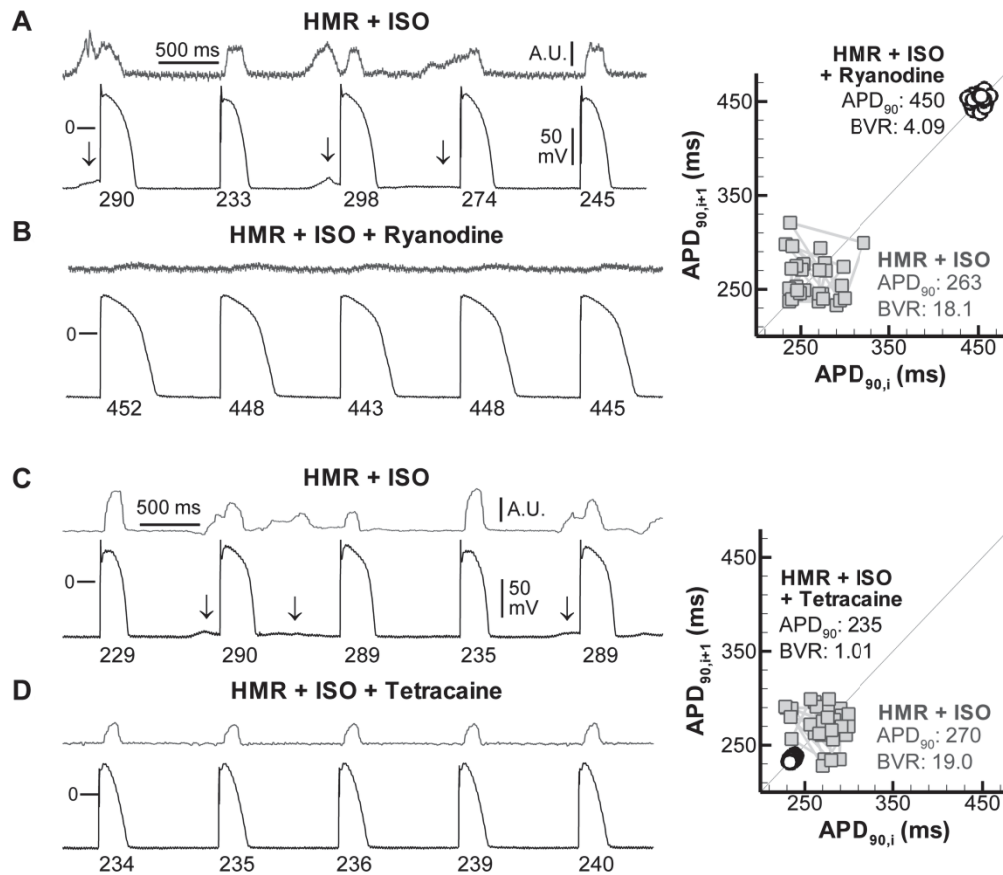 A
HMR + ISO
500 ms
A.U.
0
50
mV
290 233 298 274 245
B
HMR + ISO + Ryanodine
0
452 448 443 448 445
HMR + ISO
+ Ryanodine
APD90: 450
BVR: 4.09
450
350
250
APD90,i+1 (ms)
HMR + ISO
APD90: 263
BVR: 18.1
250 350 450
APD90,i (ms)
C
HMR + ISO
500 ms
A.U.
0
50
mV
229 290 289 235 289
D
HMR + ISO + Tetracaine
0
234 235 236 239 240
450
350
250
APD90,i+1 (ms)
HMR + ISO
+ Tetracaine
APD90: 235
BVR: 1.01
HMR + ISO
APD90: 270
BVR: 19.0
250 350 450
APD90,i (ms)